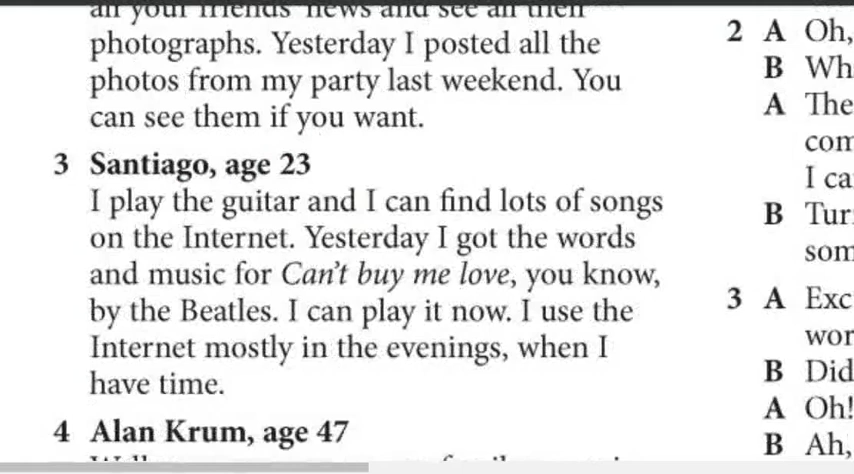 all your friends' news and see all their
photographs. Yesterday I posted all the
photos from my party last weekend. You
can see them if you want.
3 Santiago, age 23
I play the guitar and I can find lots of songs
on the Internet. Yesterday I got the words
and music for Can't buy me love, you know,
by the Beatles. I can play it now. I use the
Internet mostly in the evenings, when I
have time.
4 Alan Krum, age 47
2 A Oh,
B Wh
A The
com
I ca
B Tur
som
3 A Exc
wor
B Did
A Oh!
B Ah,